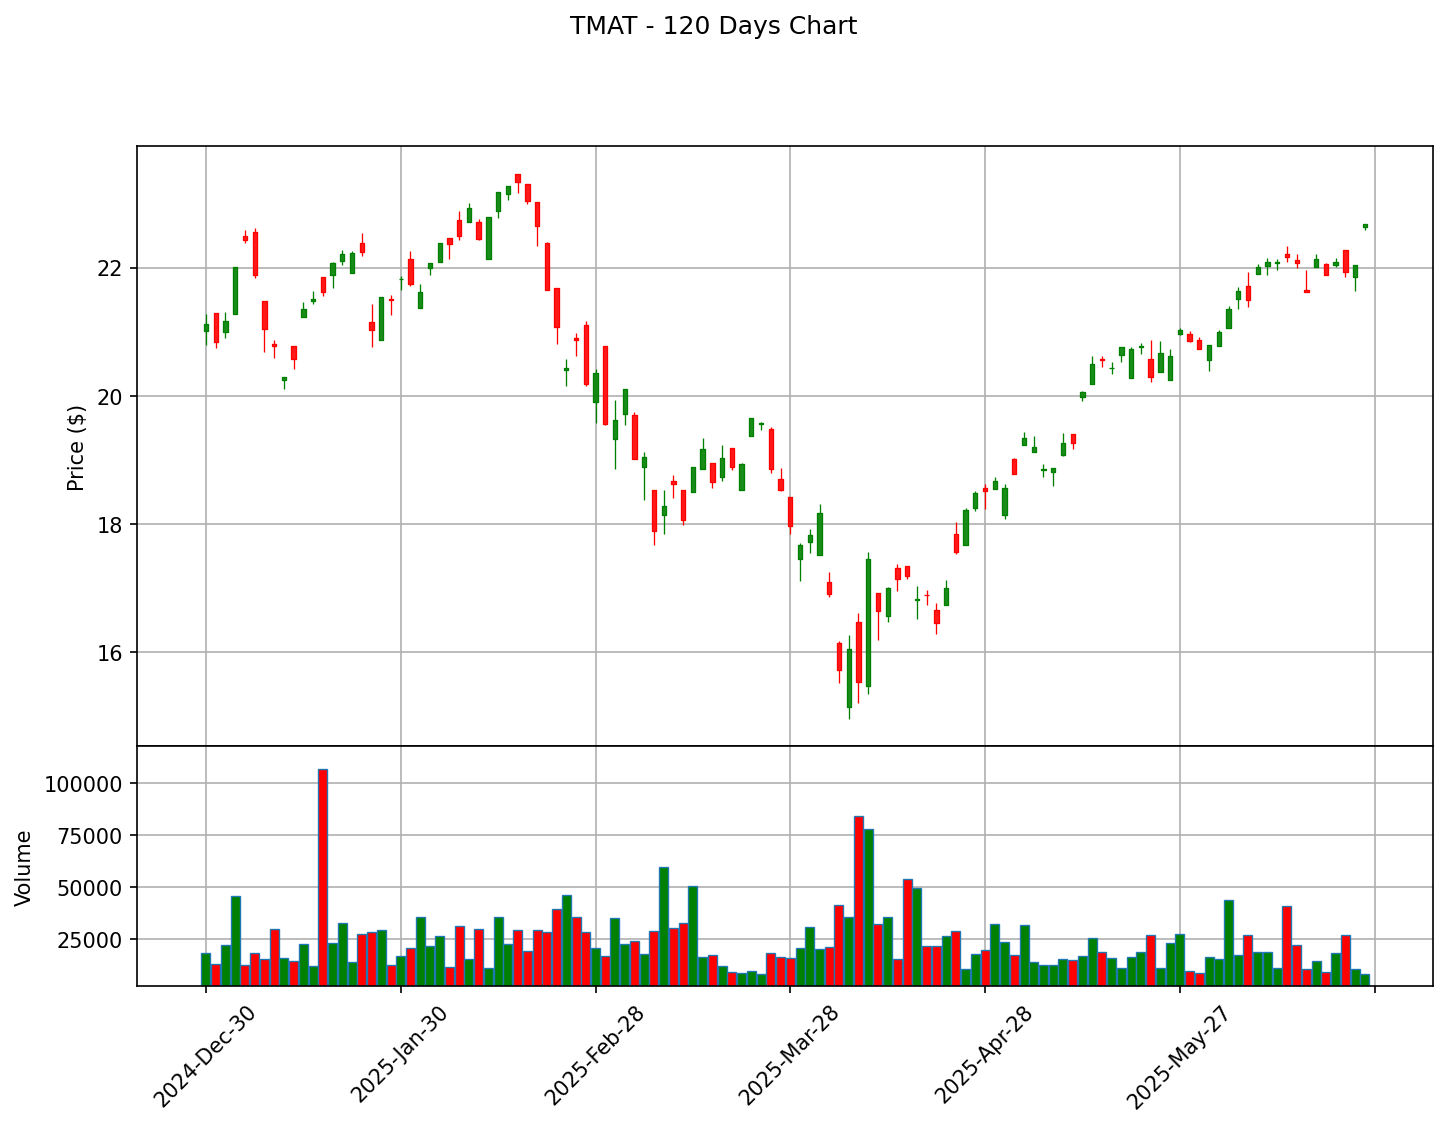 TMAT - 120 Days Chart
Price ($)
22
20
18
16
Volume
100000
75000
50000
25000
2024-Dec-30
2025-Jan-30
2025-Feb-28
2025-Mar-28
2025-Apr-28
2025-May-27